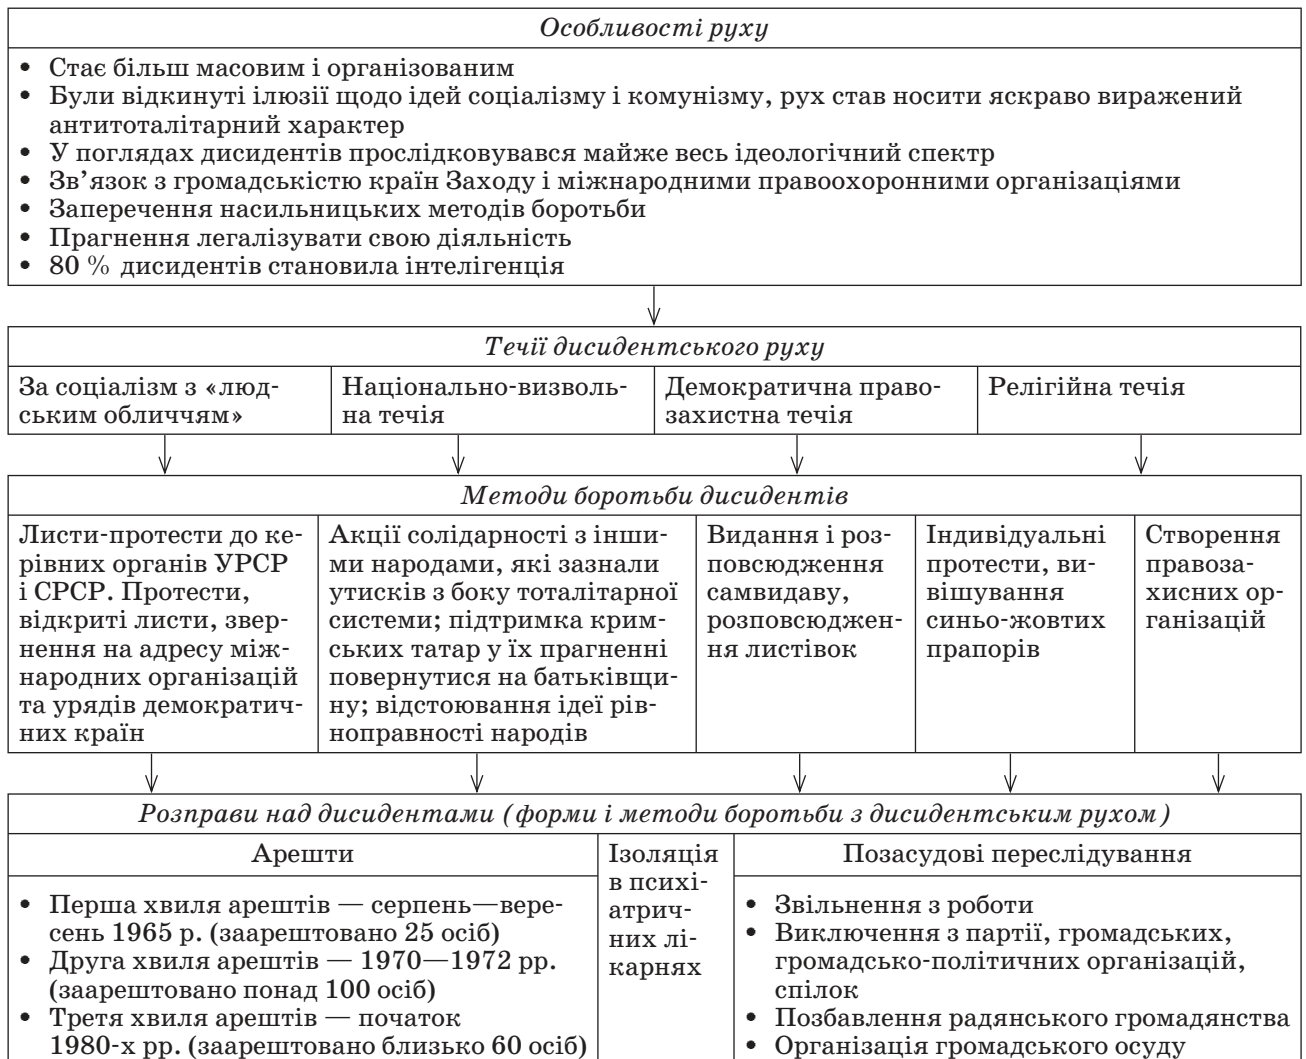 Особливості руху
• Стає більш масовим і організованим
• Були відкинуті ілюзії щодо ідей соціалізму і комунізму, рух став носити яскраво виражений
антитоталітарний характер
• У поглядах дисидентів прослідковувався майже весь ідеологічний спектр
• Зв’язок з громадськістю країн Заходу і міжнародними правоохоронними організаціями
• Заперечення насильницьких методів боротьби
• Прагнення легалізувати свою діяльність
• 80 % дисидентів становила інтелігенція
Течії дисидентського руху
За соціалізм з «люд-
ським обличчям»
Національно-визволь-
на течія
Демократична право-
захистна течія
Релігійна течія
Методи боротьби дисидентів
Листи-протести до ке-
рівних органів УРСР
і СРСР. Протести,
відкриті листи, звер-
нення на адресу між-
народних організацій
та урядів демократич-
них країн
Акції солідарності з інши-
ми народами, які зазнали
утисків з боку тоталітарної
системи; підтримка крим-
ських татар у їх прагненні
повернутися на батьківщи-
ну; відстоювання ідеї рів-
ноправності народів
Видання і роз-
повсюдження
самвидаву,
розповсюджен-
ня листівок
Індивідуальні
протести, ви-
вішування
синьо-жовтих
прапорів
Створення
правоза-
хисних ор-
ганізацій
Розправи над дисидентами (форми і методи боротьби з дисидентським рухом)
Арешти
• Перша хвиля арештів — серпень—вере-
сень 1965 р. (заарештовано 25 осіб)
• Друга хвиля арештів — 1970—1972 рр.
(заарештовано понад 100 осіб)
• Третя хвиля арештів — початок
1980-х рр. (заарештовано близько 60 осіб)
Ізоляція
в психі-
атрич-
них лі-
карнях
Позасудові переслідування
• Звільнення з роботи
• Виключення з партії, громадських,
громадсько-політичних організацій,
спілок
• Позбавлення радянського громадянства
• Організація громадського осуду